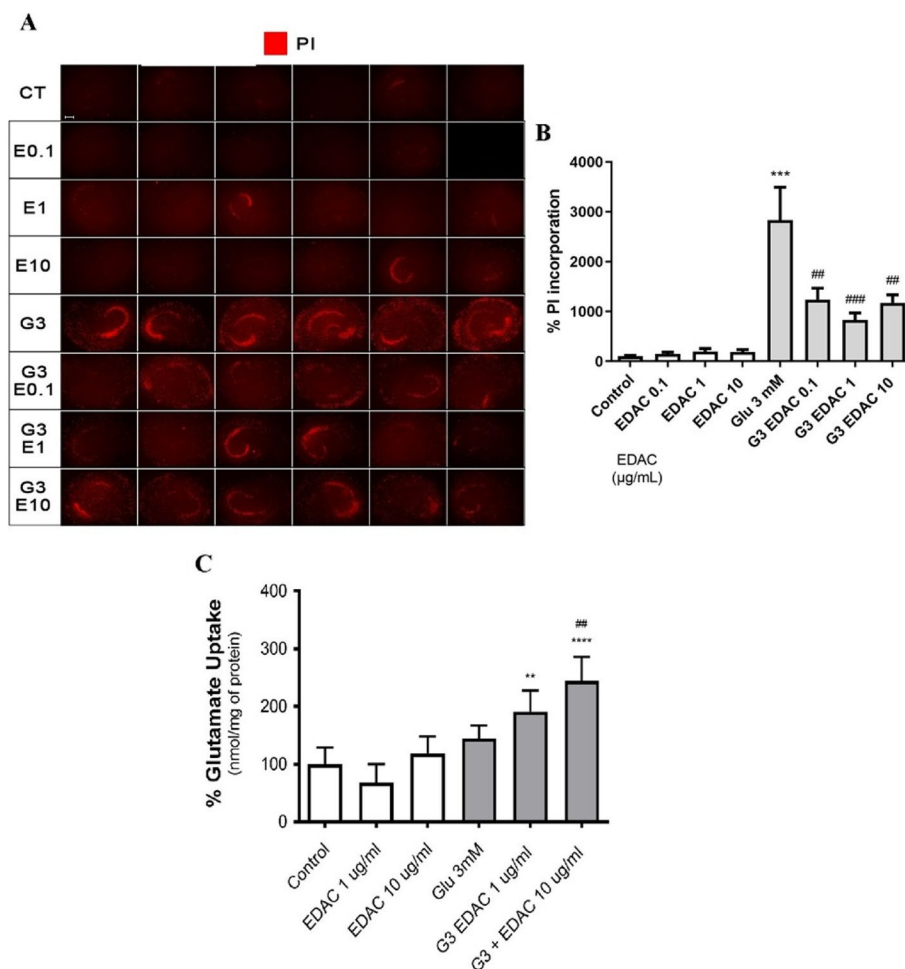 A
PI
CT
E0.1
E1
E10
G3
G3
E0.1
G3
E1
G3
E10
B
% PI incorporation
4000
3000
2000
1000
0
***
##
###
##
Control
EDAC 0.1
EDAC 1
EDAC 10
Glu 3 mM
G3 EDAC 0.1
G3 EDAC 1
G3 EDAC 10
EDAC
(µg/mL)
C
% Glutamate Uptake
(nmol/mg of protein)
400
300
200
100
0
**
##
****
Control
EDAC 1 ug/ml
EDAC 10 ug/ml
Glu 3mM
G3 EDAC 1 ug/ml
G3 + EDAC 10 ug/ml